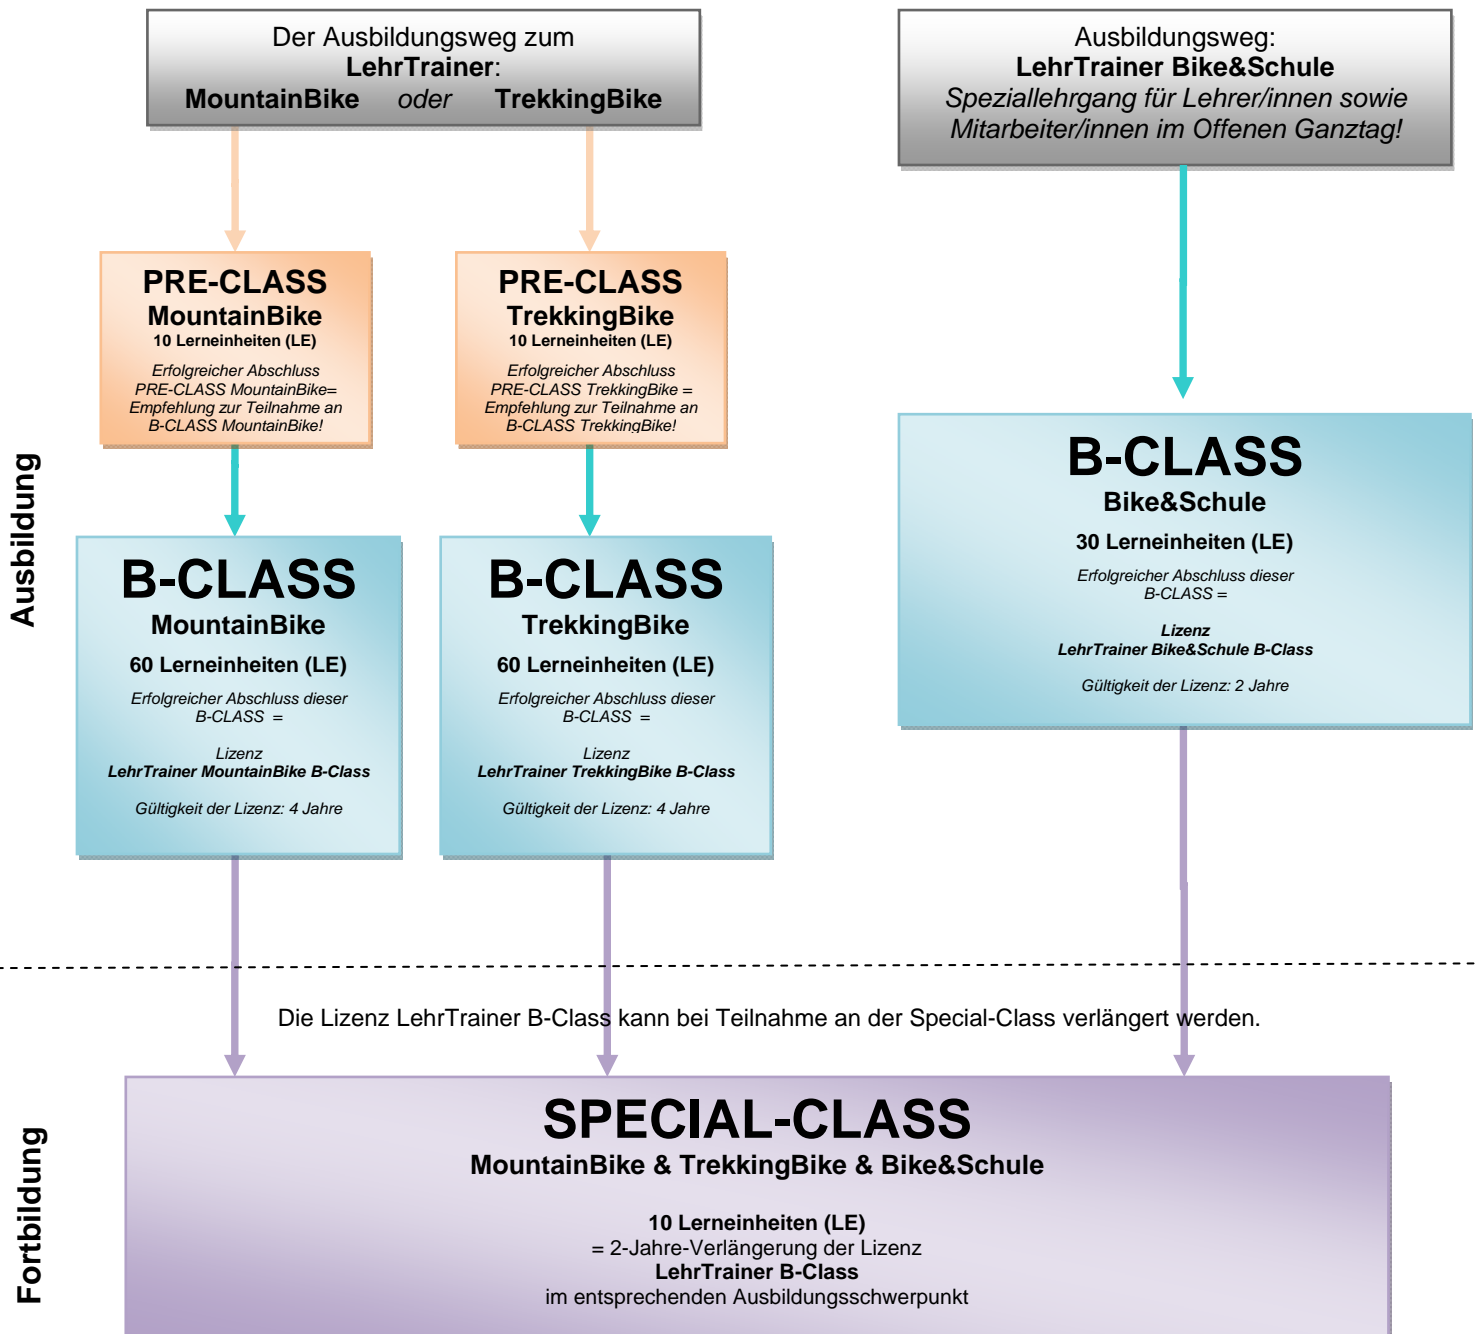 Der Ausbildungsweg zum
LehrTrainer:
MountainBike oder TrekkingBike
Ausbildungsweg:
LehrTrainer Bike&Schule
Speziallehrgang für Lehrer/innen sowie
Mitarbeiter/innen im Offenen Ganztag!
Ausbildung
PRE-CLASS
MountainBike
10 Lerneinheiten (LE)
Erfolgreicher Abschluss
PRE-CLASS MountainBike=
Empfehlung zur Teilnahme an
B-CLASS MountainBike!
PRE-CLASS
TrekkingBike
10 Lerneinheiten (LE)
Erfolgreicher Abschluss
PRE-CLASS TrekkingBike =
Empfehlung zur Teilnahme an
B-CLASS TrekkingBike!
B-CLASS
MountainBike
60 Lerneinheiten (LE)
Erfolgreicher Abschluss dieser
B-CLASS =
Lizenz
LehrTrainer MountainBike B-Class
Gültigkeit der Lizenz: 4 Jahre
B-CLASS
TrekkingBike
60 Lerneinheiten (LE)
Erfolgreicher Abschluss dieser
B-CLASS =
Lizenz
LehrTrainer TrekkingBike B-Class
Gültigkeit der Lizenz: 4 Jahre
B-CLASS
Bike&Schule
30 Lerneinheiten (LE)
Erfolgreicher Abschluss dieser
B-CLASS =
Lizenz
LehrTrainer Bike&Schule B-Class
Gültigkeit der Lizenz: 2 Jahre
Die Lizenz LehrTrainer B-Class kann bei Teilnahme an der Special-Class verlängert werden.
Fortbildung
SPECIAL-CLASS
MountainBike & TrekkingBike & Bike&Schule
10 Lerneinheiten (LE)
= 2-Jahre-Verlängerung der Lizenz
LehrTrainer B-Class
im entsprechenden Ausbildungsschwerpunkt